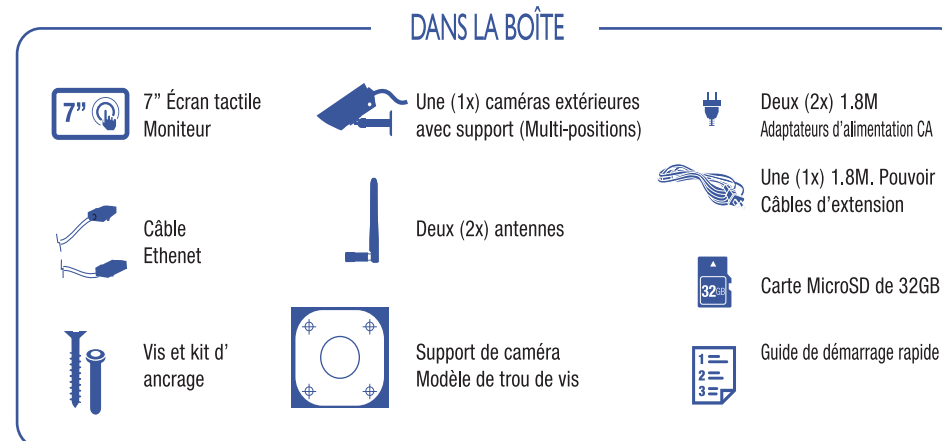 DANS LA BOÎTE
7”
7” Écran tactile
Moniteur
Une (1x) caméras extérieures
avec support (Multi-positions)
Deux (2x) 1.8M
Adaptateurs d’alimentation CA
Une (1x) 1.8M. Pouvoir
Câbles d’extension
Câble
Ethenet
Deux (2x) antennes
32GB
Carte MicroSD de 32GB
Vis et kit d’
ancrage
Support de caméra
Modèle de trou de vis
1
2
3
Guide de démarrage rapide